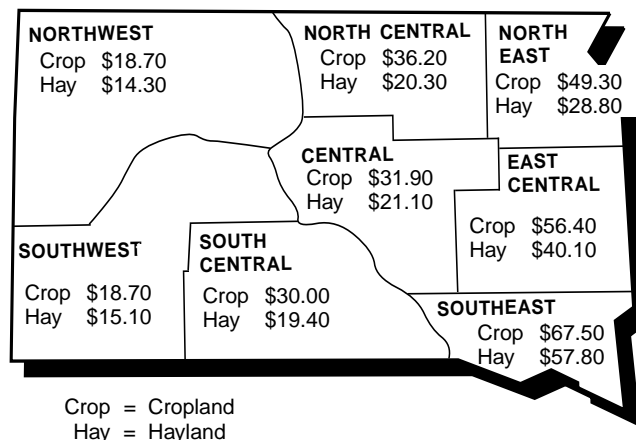 NORTHWEST
Crop $18.70
Hay $14.30
NORTH CENTRAL
Crop $36.20
Hay $20.30
NORTH
EAST
Crop $49.30
Hay $28.80
CENTRAL
Crop $31.90
Hay $21.10
EAST
CENTRAL
Crop $56.40
Hay $40.10
SOUTHWEST
Crop $18.70
Hay $15.10
SOUTH
CENTRAL
Crop $30.00
Hay $19.40
SOUTHEAST
Crop $67.50
Hay $57.80
Crop = Cropland
Hay = Hayland